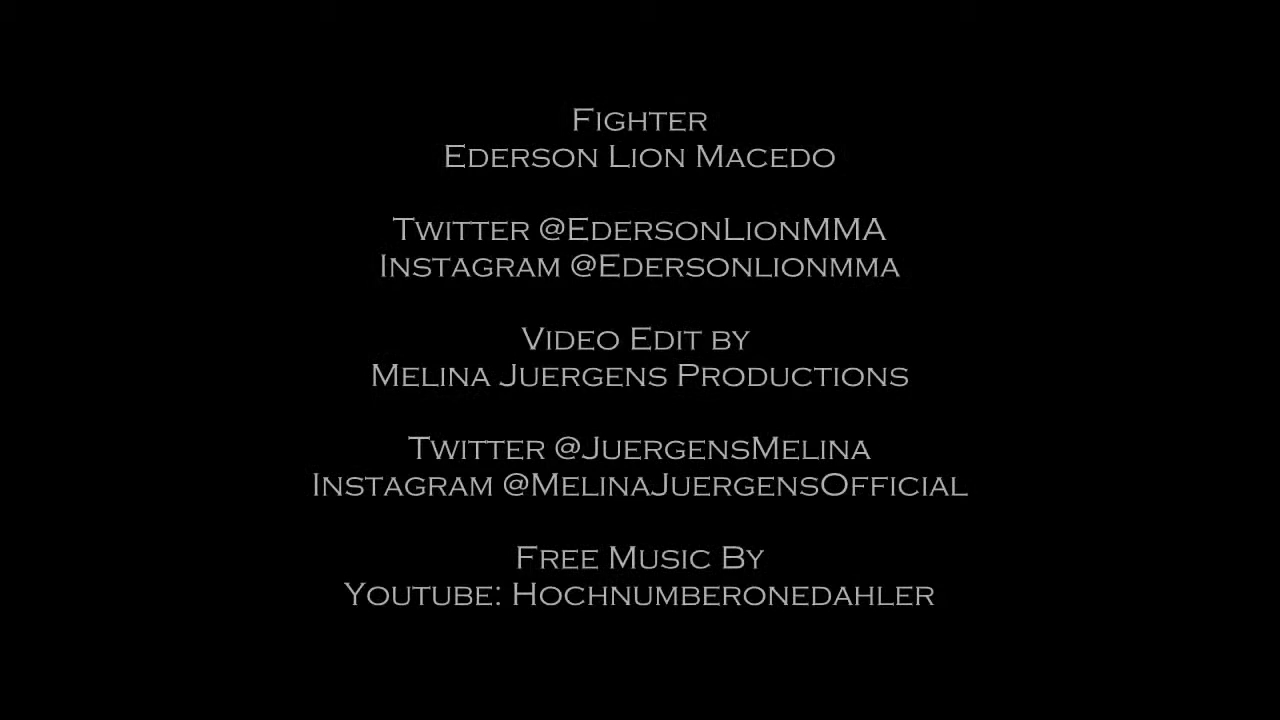 Fighter
Ederson Lion Macedo
Twitter @EdersonLionMMA
Instagram @Edersonlionmma
Video Edit by
Melina Juergens Productions
Twitter @JuergensMelina
Instagram @MelinaJuergensOfficial
Free Music By
Youtube: Hochnumberonedahler